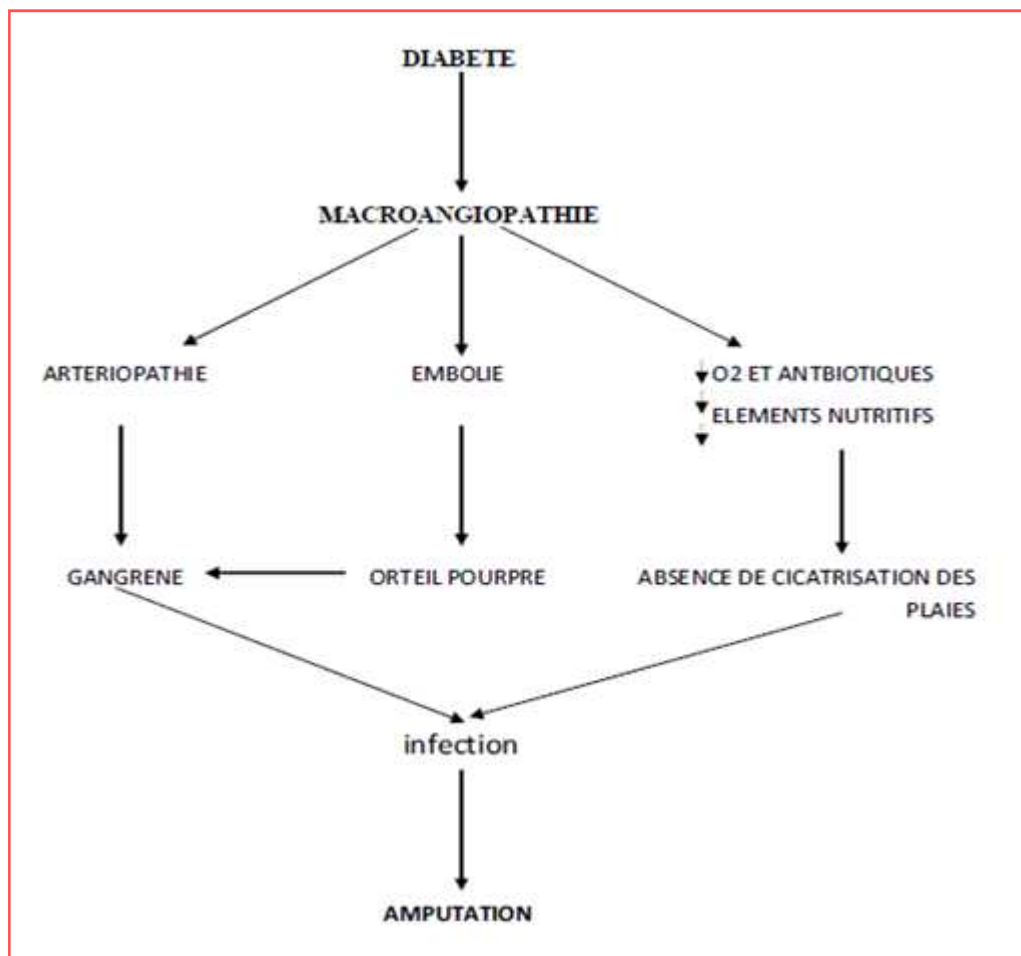 DIABETE
MACROANGIOPATHIE
ARTERIOPATHIE
EMBOLIE
O2 ET ANTBIOTIQUES
ELEMENTS NUTRITIFS
GANGRENE
ORTEIL POURPRE
ABSENCE DE CICATRISATION DES
PLAIES
infection
AMPUTATION